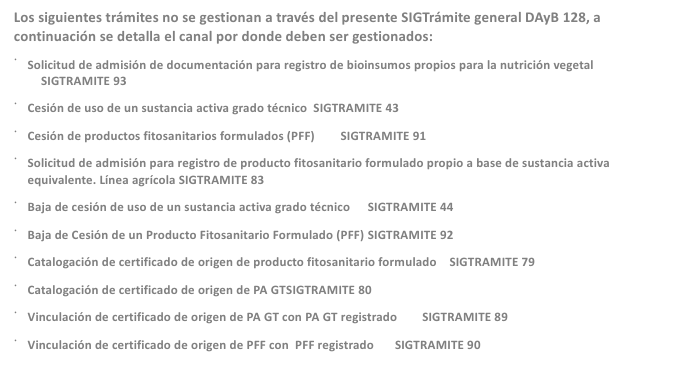 Los siguientes trámites no se gestionan a través del presente SIGTrámite general DAyB 128, a
continuación se detalla el canal por donde deben ser gestionados:
· Solicitud de admisión de documentación para registro de bioinsumos propios para la nutrición vegetal
SIGTRAMITE 93
· Cesión de uso de un sustancia activa grado técnico SIGTRAMITE 43
· Cesión de productos fitosanitarios formulados (PFF) SIGTRAMITE 91
· Solicitud de admisión para registro de producto fitosanitario formulado propio a base de sustancia activa
equivalente. Línea agrícola SIGTRAMITE 83
· Baja de cesión de uso de un sustancia activa grado técnico SIGTRAMITE 44
· Baja de Cesión de un Producto Fitosanitario Formulado (PFF) SIGTRAMITE 92
· Catalogación de certificado de origen de producto fitosanitario formulado SIGTRAMITE 79
· Catalogación de certificado de origen de PA GTSIGTRAMITE 80
· Vinculación de certificado de origen de PA GT con PA GT registrado SIGTRAMITE 89
· Vinculación de certificado de origen de PFF con PFF registrado SIGTRAMITE 90